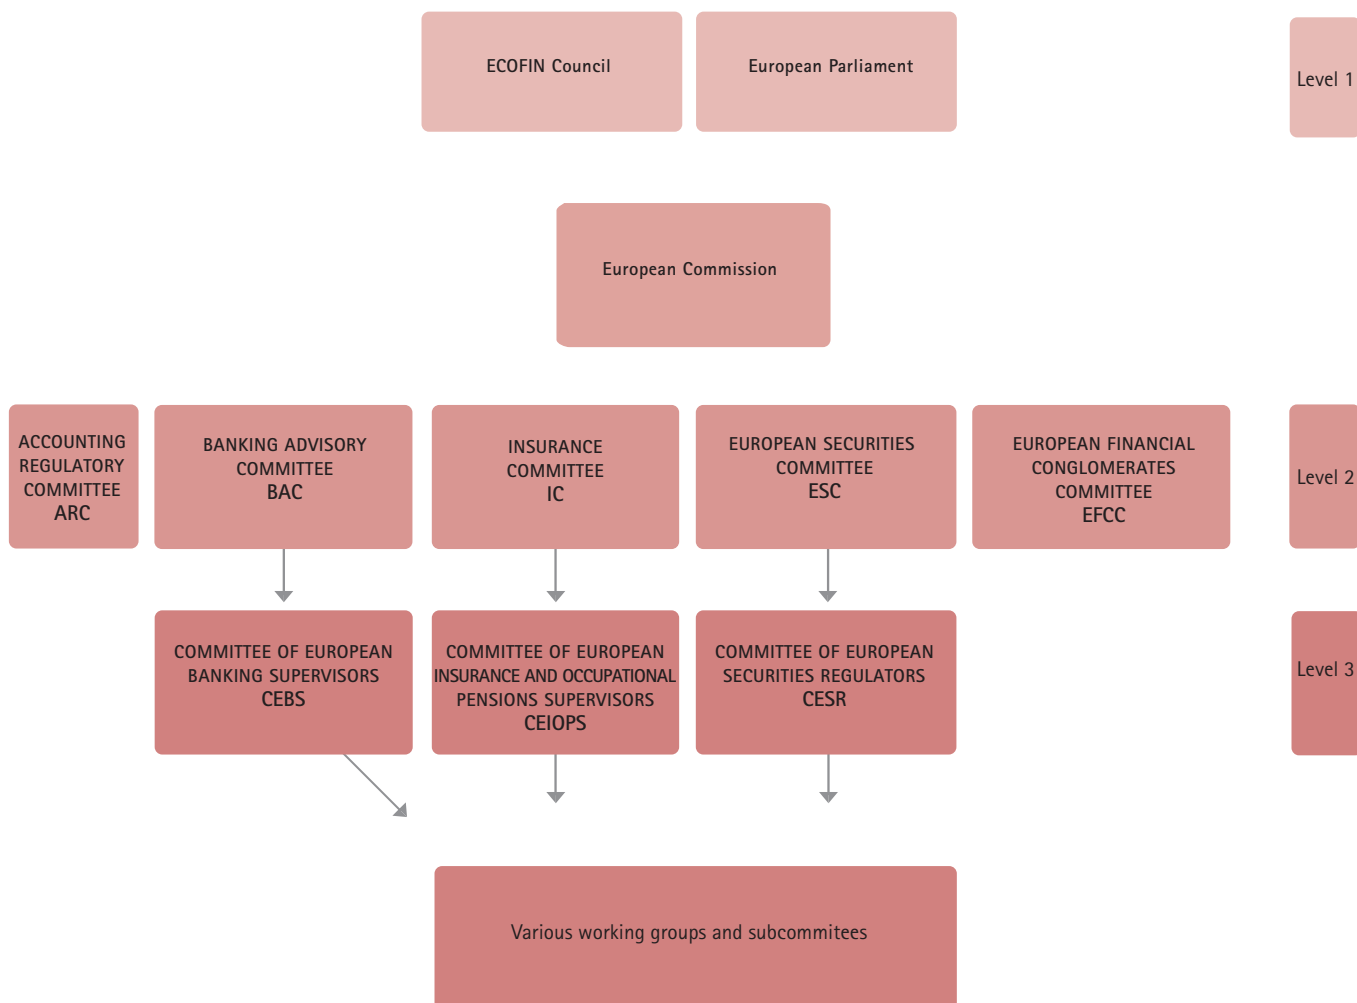 ECOFIN Council
European Parliament
Level 1
European Commission
ACCOUNTING
REGULATORY
COMMITTEE
ARC
BANKING ADVISORY
COMMITTEE
BAC
INSURANCE
COMMITTEE
IC
EUROPEAN SECURITIES
COMMITTEE
ESC
EUROPEAN FINANCIAL
CONGLOMERATES
COMMITTEE
EFCC
Level 2
COMMITTEE OF EUROPEAN
BANKING SUPERVISORS
CEBS
COMMITTEE OF EUROPEAN
INSURANCE AND OCCUPATIONAL
PENSIONS SUPERVISORS
CEIOPS
COMMITTEE OF EUROPEAN
SECURITIES REGULATORS
CESR
Level 3
Various working groups and subcommitees